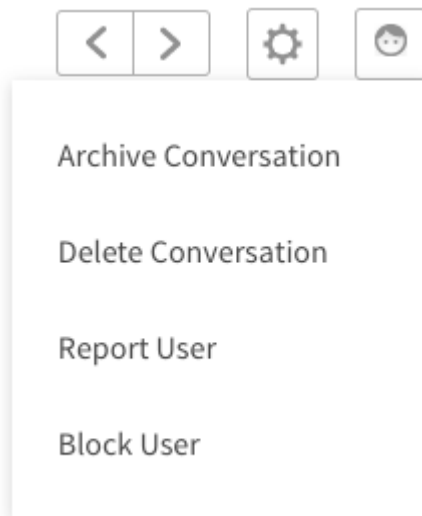 Archive Conversation
Delete Conversation
Report User
Block User